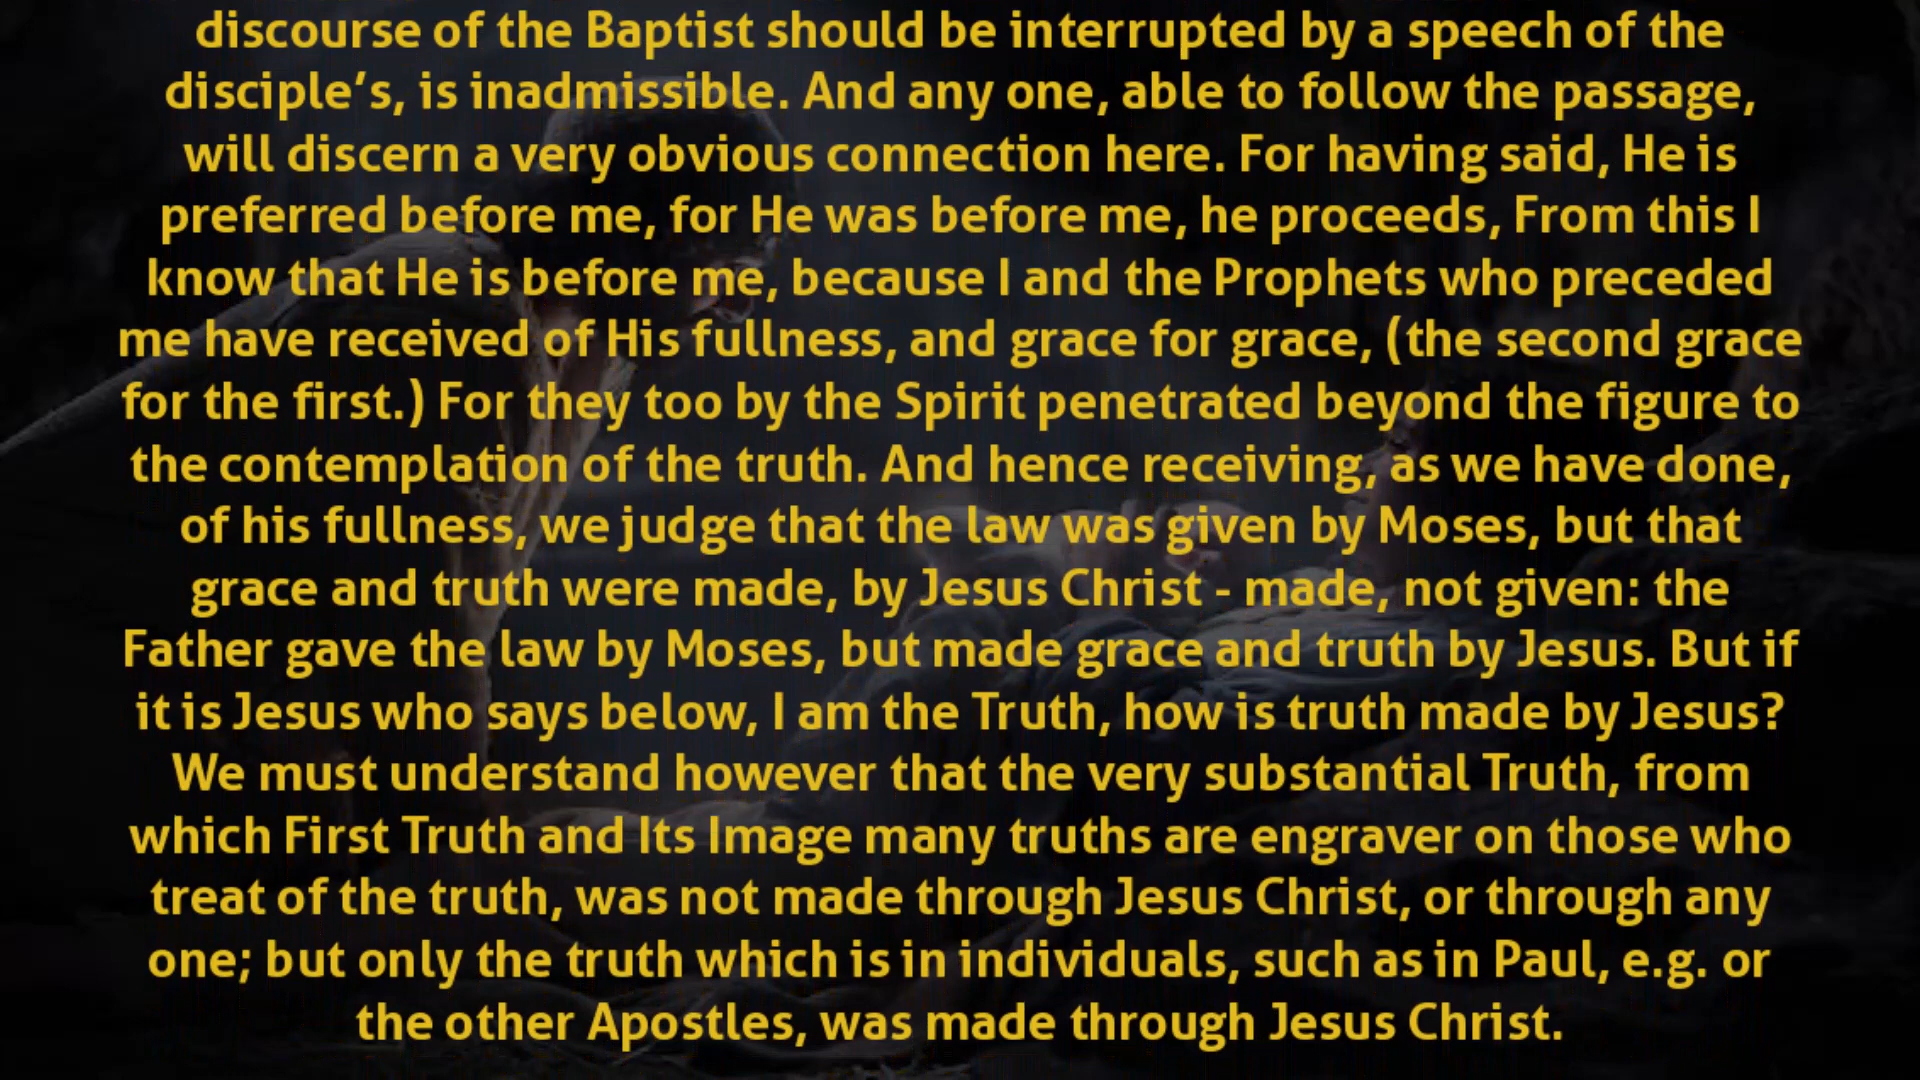 discourse of the Baptist should be interrupted by a speech of the
disciple’s, is inadmissible. And any one, able to follow the passage,
will discern a very obvious connection here. For having said, He is
preferred before me, for He was before me, he proceeds, From this I
know that He is before me, because I and the Prophets who preceded
me have received of His fullness, and grace for grace, (the second grace
for the first.) For they too by the Spirit penetrated beyond the figure to
the contemplation of the truth. And hence receiving, as we have done,
of his fullness, we judge that the law was given by Moses, but that
grace and truth were made, by Jesus Christ - made, not given: the
Father gave the law by Moses, but made grace and truth by Jesus. But if
it is Jesus who says below, I am the Truth, how is truth made by Jesus?
We must understand however that the very substantial Truth, from
which First Truth and Its Image many truths are engraver on those who
treat of the truth, was not made through Jesus Christ, or through any
one; but only the truth which is in individuals, such as in Paul, e.g. or
the other Apostles, was made through Jesus Christ.